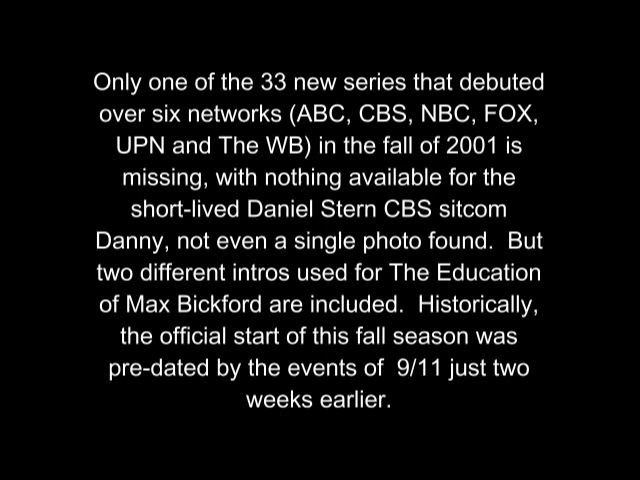 Only one of the 33 new series that debuted
over six networks (ABC, CBS, NBC, FOX,
UPN and The WB) in the fall of 2001 is
missing, with nothing available for the
short-lived Daniel Stern CBS sitcom
Danny, not even a single photo found.  But
two different intros used for The Education
of Max Bickford are included.  Historically,
the official start of this fall season was
pre-dated by the events of  9/11 just two
weeks earlier.